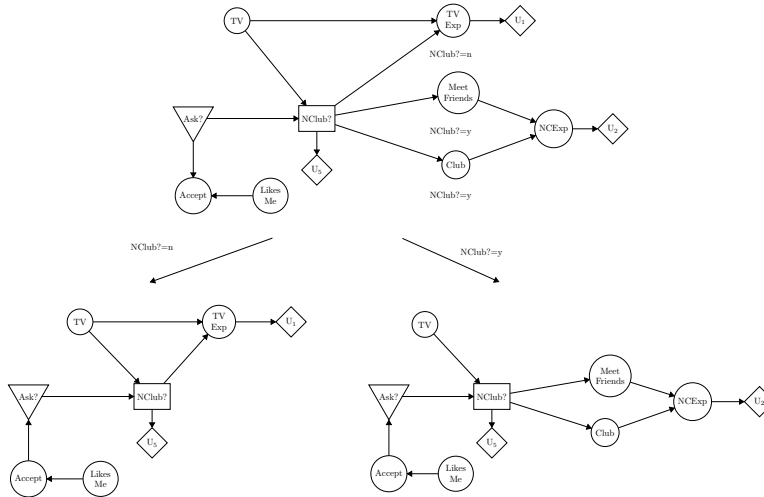 TV
TV
Exp
U1
NClub?=n
Meet
Friends
Ask?
NClub?
NCExp
U2
NClub?=y
Club
U5
Accept
Likes
Me
NClub?=y
NClub?=n
NClub?=y
TV
TV
Exp
U1
Ask?
NClub?
U5
Accept
Likes
Me
TV
Meet
Friends
Ask?
NClub?
NCExp
U2
Club
U5
Accept
Likes
Me